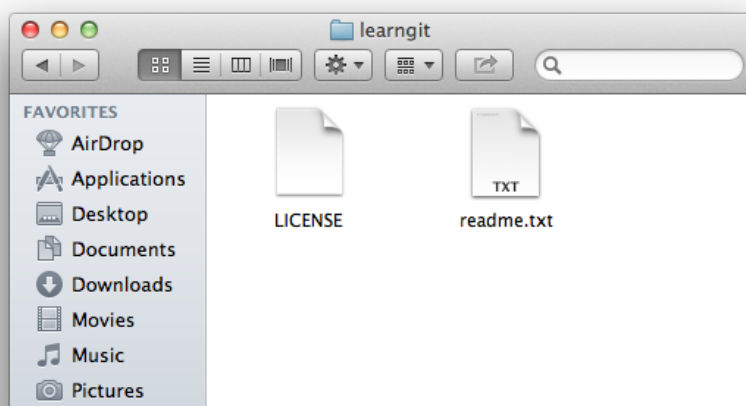 learngit
FAVORITES
AirDrop
Applications
Desktop
Documents
Downloads
Movies
Music
Pictures
TXT
LICENSE
readme.txt